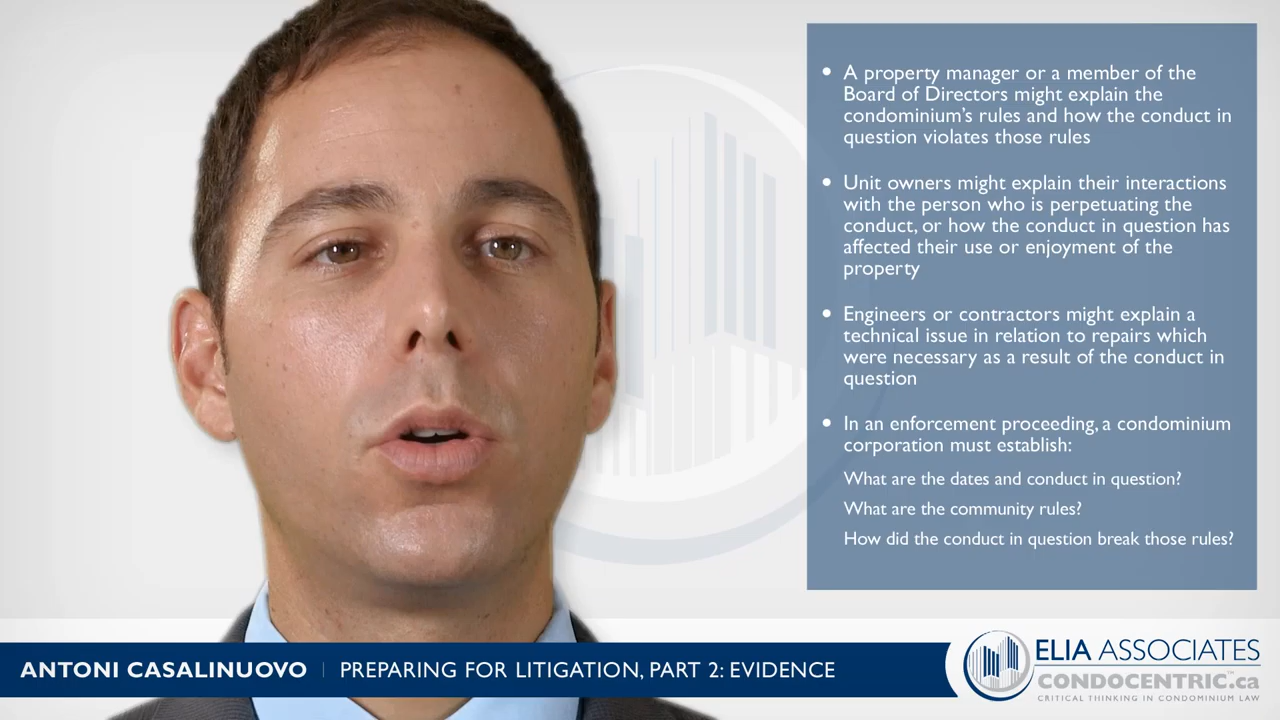 • A property manager or a member of the
Board of Directors might explain the
condominium's rules and how the conduct in
question violates those rules
• Unit owners might explain their interactions
with the person who is perpetuating the
conduct, or how the conduct in question has
affected their use or enjoyment of the
property
• Engineers or contractors might explain a
technical issue in relation to repairs which
were necessary as a result of the conduct in
question
• In an enforcement proceeding, a condominium
corporation must establish:
What are the dates and conduct in question?
What are the community rules?
How did the conduct in question break those rules?
ANTONI CASALINUOVO | PREPARING FOR LITIGATION, PART 2: EVIDENCE
ELIA ASSOCIATES
CONDOCENTRIC™.ca
CRITICAL THINKING IN CONDOMINIUM LAW